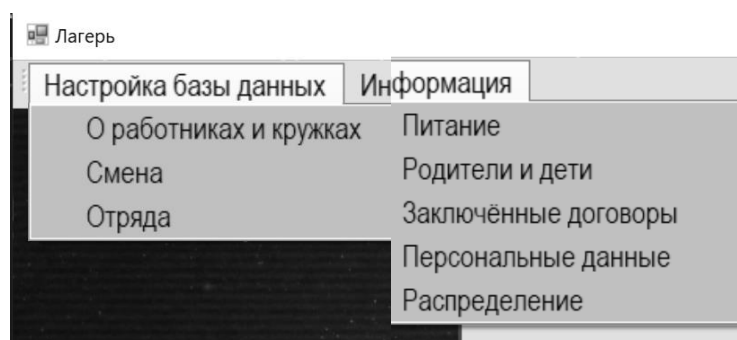 Лагерь
Настройка базы данных Информация
О работниках и кружках
Смена
Отряда
Питание
Родители и дети
Заключённые договоры
Персональные данные
Распределение